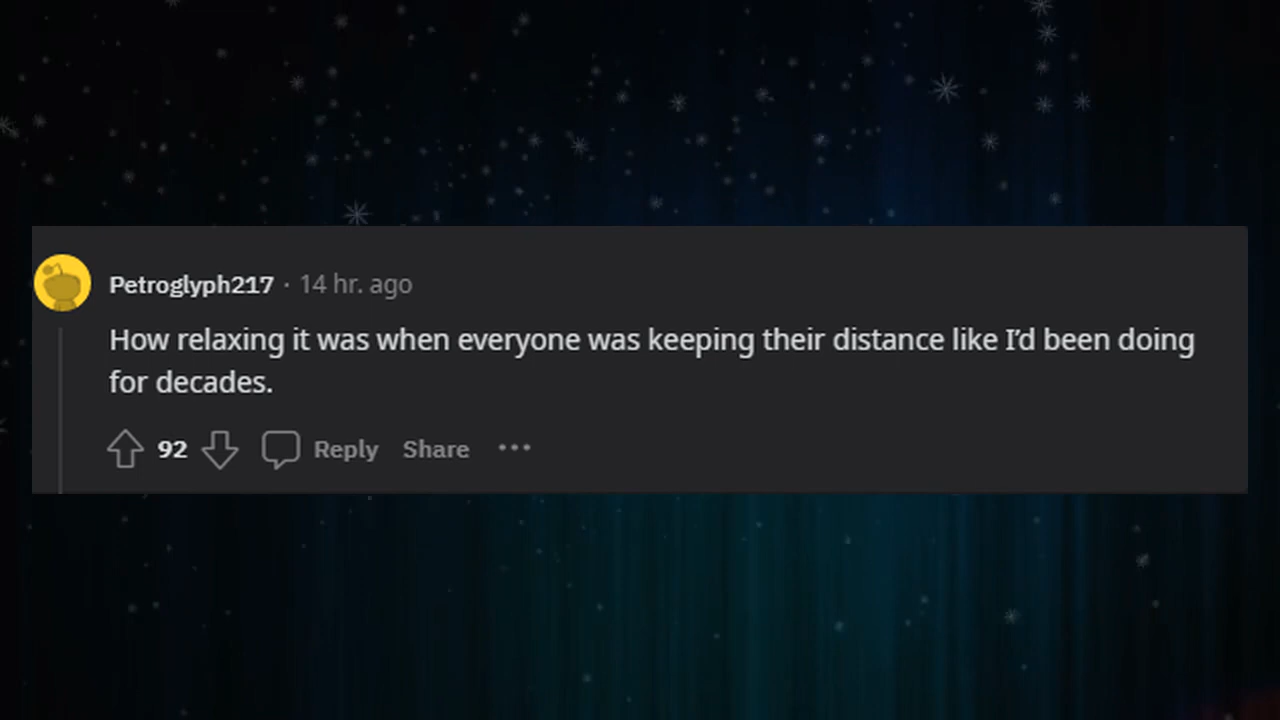 Petroglyph217 · 14 hr. ago
How relaxing it was when everyone was keeping their distance like I’d been doing
for decades.
92 Reply Share ···